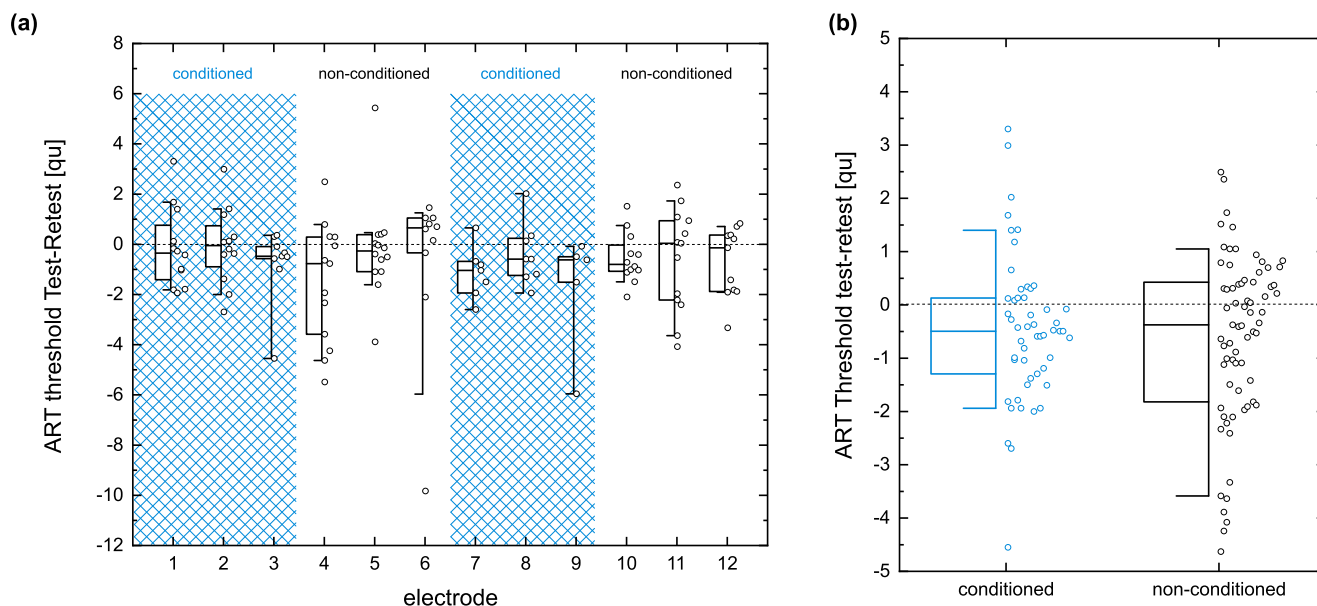 (a)
8
6
4
2
0
-2
-4
-6
-8
-10
-12
ART threshold Test-Retest [qu]
conditioned
non-conditioned
conditioned
non-conditioned
1 2 3 4 5 6 7 8 9 10 11 12
electrode
(b)
5
4
3
2
1
0
-1
-2
-3
-4
-5
ART Threshold test-retest [qu]
conditioned
non-conditioned